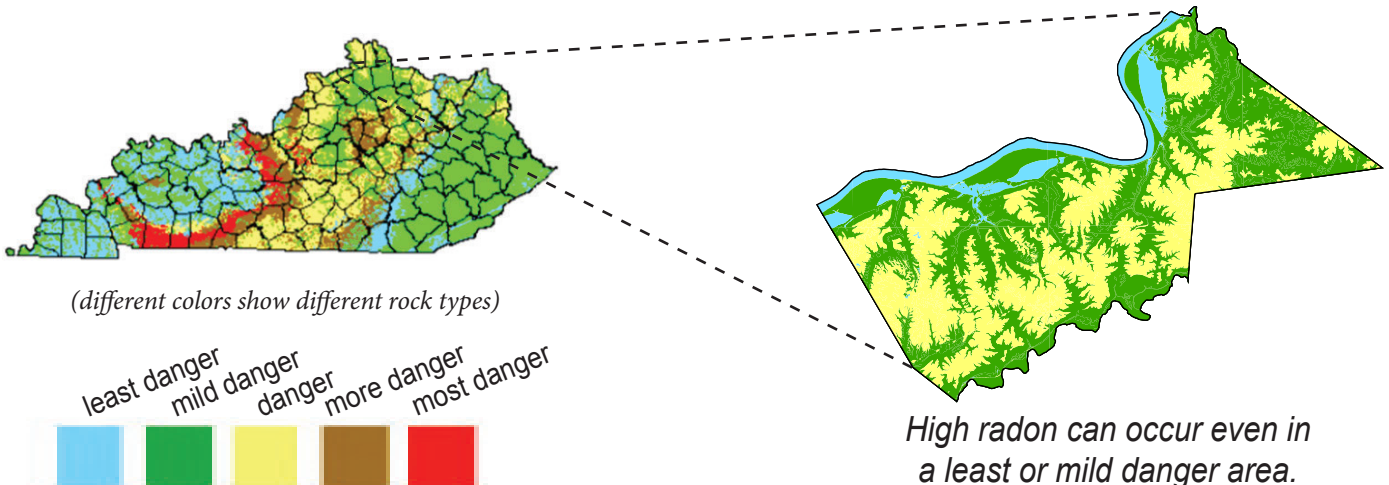 (different colors show different rock types)
least danger
mild danger
danger
more danger
most danger
High radon can occur even in
a least or mild danger area.